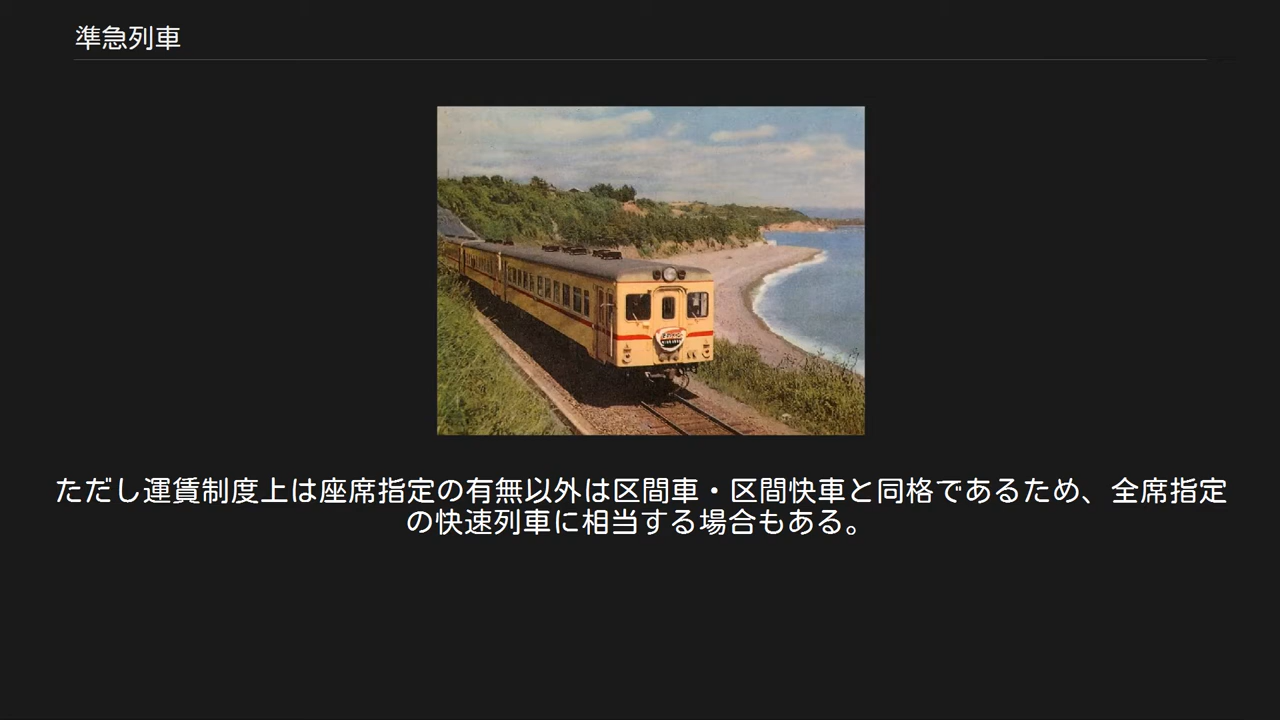 準急列車
ただし運賃制度上は座席指定の有無以外は区間車・区間快車と同格であるため、全席指定
の快速列車に相当する場合もある。